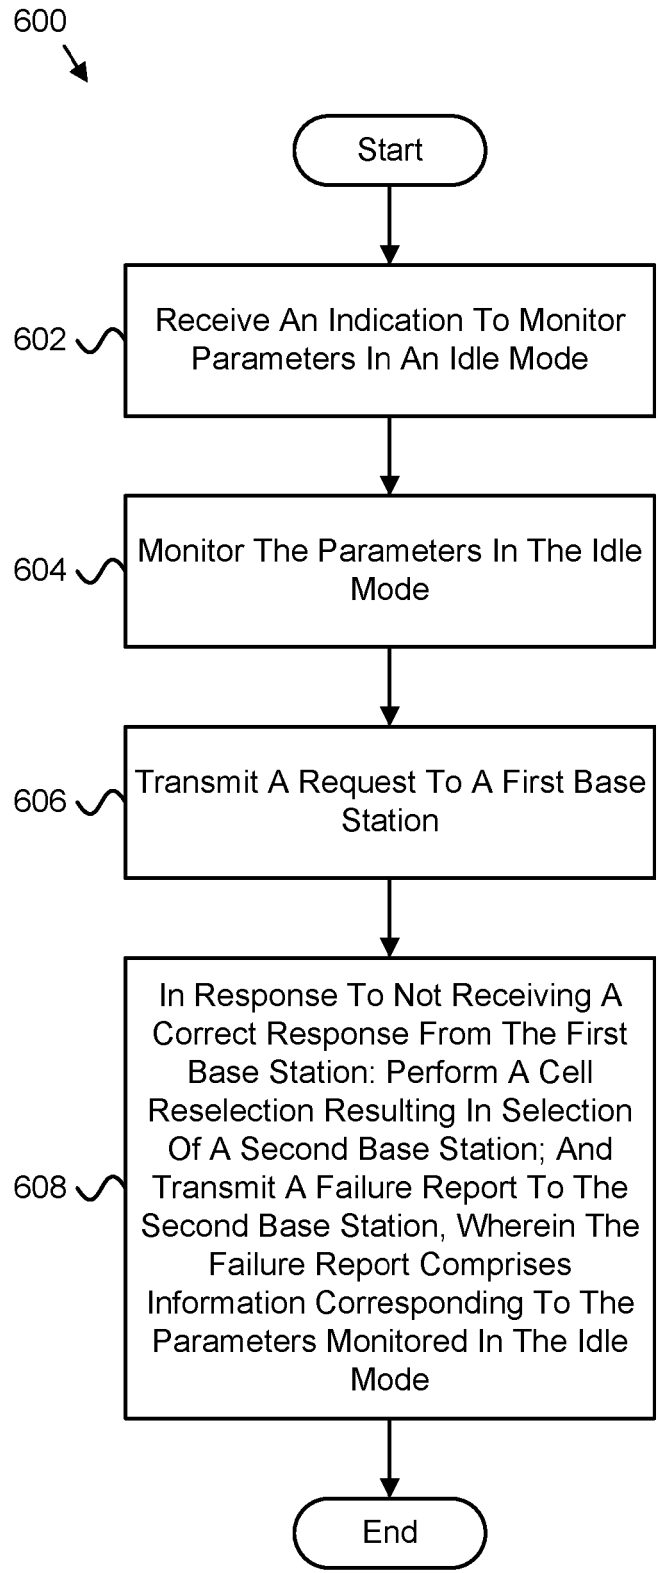 600
Start
602
Receive An Indication To Monitor
Parameters In An Idle Mode
604
Monitor The Parameters In The Idle
Mode
606
Transmit A Request To A First Base
Station
608
In Response To Not Receiving A
Correct Response From The First
Base Station: Perform A Cell
Reselection Resulting In Selection
Of A Second Base Station; And
Transmit A Failure Report To The
Second Base Station, Wherein The
Failure Report Comprises
Information Corresponding To The
Parameters Monitored In The Idle
Mode
End